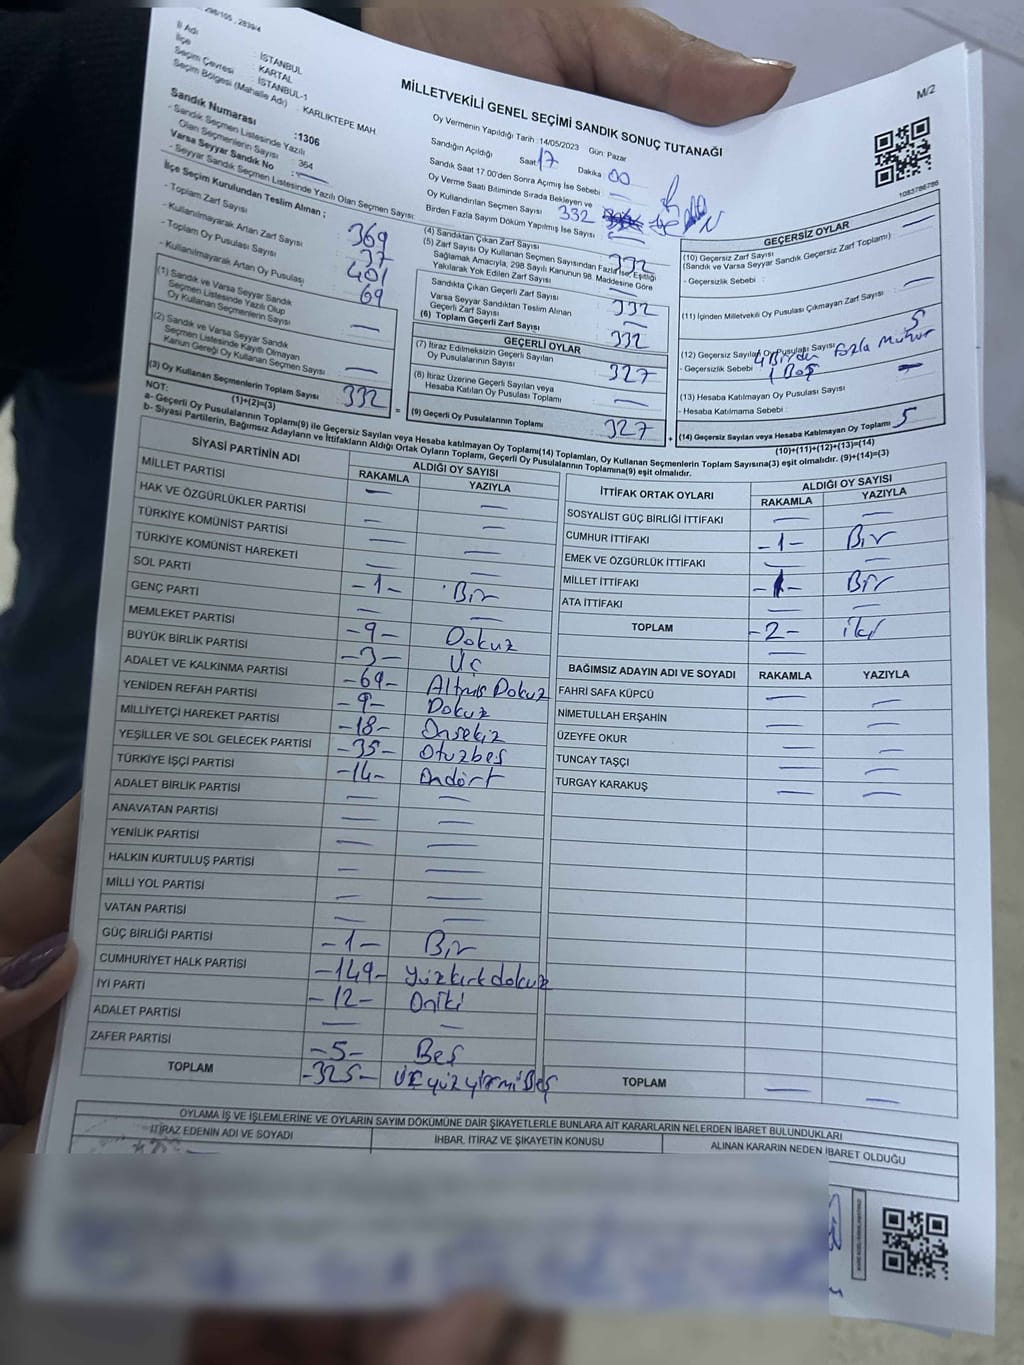 298/105 , 2839/4
İl Adı : İSTANBUL
İlçe : KARTAL
Seçim Çevresi : İSTANBUL-1
Seçim Bölgesi (Mahalle Adı) : KARLIKTEPE MAH
Sandık Numarası :1306
- Sandık Seçmen Listesinde Yazılı Olan Seçmenlerin Sayısı : 364
Varsa Seyyar Sandık No : —
- Seyyar Sandık Seçmen Listesinde Yazılı Olan Seçmen Sayısı:
MİLLETVEKİLİ GENEL SEÇİMİ SANDIK SONUÇ TUTANAĞI
M/2
Oy Vermenin Yapıldığı Tarih :14/05/2023 Gün: Pazar
Sandığın Açıldığı Saat 17 Dakika 00
Sandık Saat 17.00'den Sonra Açımış İse Sebebi —
Oy Verme Saati Bitiminde Sırada Bekleyen ve
Oy Kullandırılan Seçmen Sayısı 332
Birden Fazla Sayım Döküm Yapılmış İse Sayısı —
1083786786
İlçe Seçim Kurulundan Teslim Alınan ;
- Toplam Zarf Sayısı 369
- Kullanılmayarak Artan Zarf Sayısı 37
- Toplam Oy Pusulası Sayısı 401
- Kullanılmayarak Artan Oy Pusulası 69
(1) Sandık ve Varsa Seyyar Sandık
Seçmen Listesinde Yazılı Olup
Oy Kullanan Seçmenlerin Sayısı —
(2) Sandık ve Varsa Seyyar Sandık
Seçmen Listesinde Kayıtlı Olmayan
Kanun Gereği Oy Kullanan Seçmen Sayısı —
(3) Oy Kullanan Seçmenlerin Toplam Sayısı
(1)+(2)=(3) 332
(4) Sandıktan Çıkan Zarf Sayısı 332
(5) Zarf Sayısı Oy Kullanan Seçmen Sayısından Fazla İse, Eşitliği
Sağlamak Amacıyla, 298 Sayılı Kanunun 98. Maddesine Göre
Yakılarak Yok Edilen Zarf Sayısı —
Sandıkta Çıkan Geçerli Zarf Sayısı 332
Varsa Seyyar Sandıktan Teslim Alınan
Geçerli Zarf Sayısı —
(6) Toplam Geçerli Zarf Sayısı 332
GEÇERLİ OYLAR
(7) İtiraz Edilmeksizin Geçerli Sayılan
Oy Pusulalarının Sayısı 327
(8) İtiraz Üzerine Geçerli Sayılan veya
Hesaba Katılan Oy Pusulası Toplamı —
(9) Geçerli Oy Pusulalarının Toplamı 327
GEÇERSİZ OYLAR
(10) Geçersiz Zarf Sayısı —
(Sandık ve Varsa Seyyar Sandık Geçersiz Zarf Toplamı)
- Geçersizlik Sebebi : —
(11) İçinden Milletvekili Oy Pusulası Çıkmayan Zarf Sayısı —
(12) Geçersiz Sayılan Oy Pusulası Sayısı 5
- Geçersizlik Sebebi 4 Birden fazla mühür
1 Boş
(13) Hesaba Katılmayan Oy Pusulası Sayısı —
- Hesaba Katılmama Sebebi :
(14) Geçersiz Sayılan veya Hesaba Katılmayan Oy Toplamı 5
(10)+(11)+(12)+(13)=(14)
NOT:
a- Geçerli Oy Pusulalarının Toplamı(9) ile Geçersiz Sayılan veya Hesaba katılmayan Oy Toplamı(14) Toplamları, Oy Kullanan Seçmenlerin Toplam Sayısına(3) eşit olmalıdır. (9)+(14)=(3)
b- Siyasi Partilerin, Bağımsız Adayların ve İttifakların Aldığı Ortak Oyların Toplamı, Geçerli Oy Pusulalarının Toplamına(9) eşit olmalıdır.
SİYASİ PARTİNİN ADI ALDIĞI OY SAYISI
RAKAMLA YAZIYLA
MİLLET PARTİSİ — —
HAK VE ÖZGÜRLÜKLER PARTİSİ — —
TÜRKİYE KOMÜNİST PARTİSİ — —
TÜRKİYE KOMÜNİST HAREKETİ — —
SOL PARTİ -1- Bir
GENÇ PARTİ — —
MEMLEKET PARTİSİ -9- Dokuz
BÜYÜK BİRLİK PARTİSİ -3- Üç
ADALET VE KALKINMA PARTİSİ -69- Altmış Dokuz
YENİDEN REFAH PARTİSİ -9- Dokuz
MİLLİYETÇİ HAREKET PARTİSİ -18- Onsekiz
YEŞİLLER VE SOL GELECEK PARTİSİ -35- Otuzbeş
TÜRKİYE İŞÇİ PARTİSİ -14- Ondört
ADALET BİRLİK PARTİSİ — —
ANAVATAN PARTİSİ — —
YENİLİK PARTİSİ — —
HALKIN KURTULUŞ PARTİSİ — —
MİLLİ YOL PARTİSİ — —
VATAN PARTİSİ — —
GÜÇ BİRLİĞİ PARTİSİ -1- Bir
CUMHURİYET HALK PARTİSİ -149- Yüzkırkdokuz
İYİ PARTİ -12- Oniki
ADALET PARTİSİ — —
ZAFER PARTİSİ -5- Beş
TOPLAM -325- Üçyüzyirmi Beş
İTTİFAK ORTAK OYLARI ALDIĞI OY SAYISI
RAKAMLA YAZIYLA
SOSYALİST GÜÇ BİRLİĞİ İTTİFAKI — —
CUMHUR İTTİFAKI -1- Bir
EMEK VE ÖZGÜRLÜK İTTİFAKI — —
MİLLET İTTİFAKI -1- Bir
ATA İTTİFAKI — —
TOPLAM -2- iki
BAĞIMSIZ ADAYIN ADI VE SOYADI RAKAMLA YAZIYLA
FAHRİ SAFA KÜPCÜ — —
NİMETULLAH ERŞAHİN — —
ÜZEYFE OKUR — —
TUNCAY TAŞÇI — —
TURGAY KARAKUŞ — —
TOPLAM — —
OYLAMA İŞ VE İŞLEMLERİNE VE OYLARIN SAYIM DÖKÜMÜNE DAİR ŞİKAYETLERLE BUNLARA AİT KARARLARIN NELERDEN İBARET BULUNDUKLARI
İTİRAZ EDENİN ADI VE SOYADI İHBAR, İTİRAZ VE ŞİKAYETİN KONUSU ALINAN KARARIN NEDEN İBARET OLDUĞU